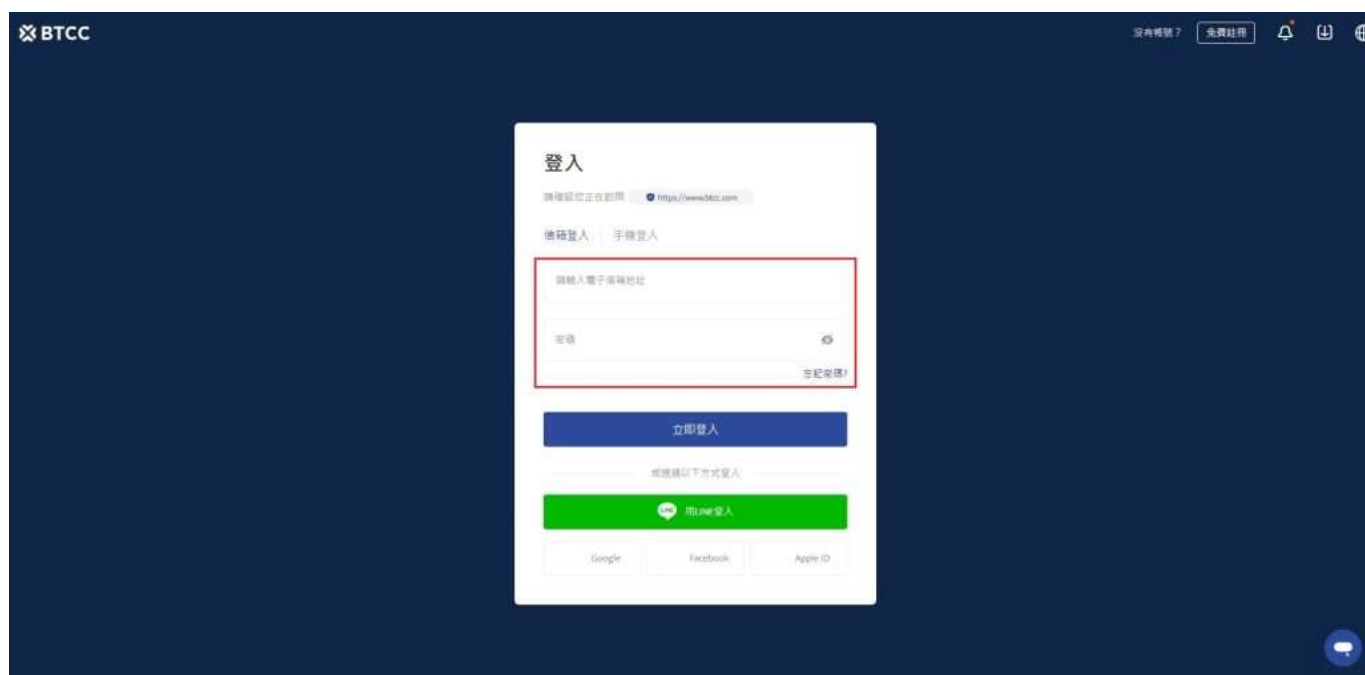 BTCC
沒有帳號？ 免費註冊
登入
請確認您正在訪問 https://www.btcc.com
信箱登入 手機登入
請輸入電子信箱地址
密碼
忘記密碼?
立即登入
或透過以下方式登入
LINE 用LINE登入
Google Facebook Apple ID